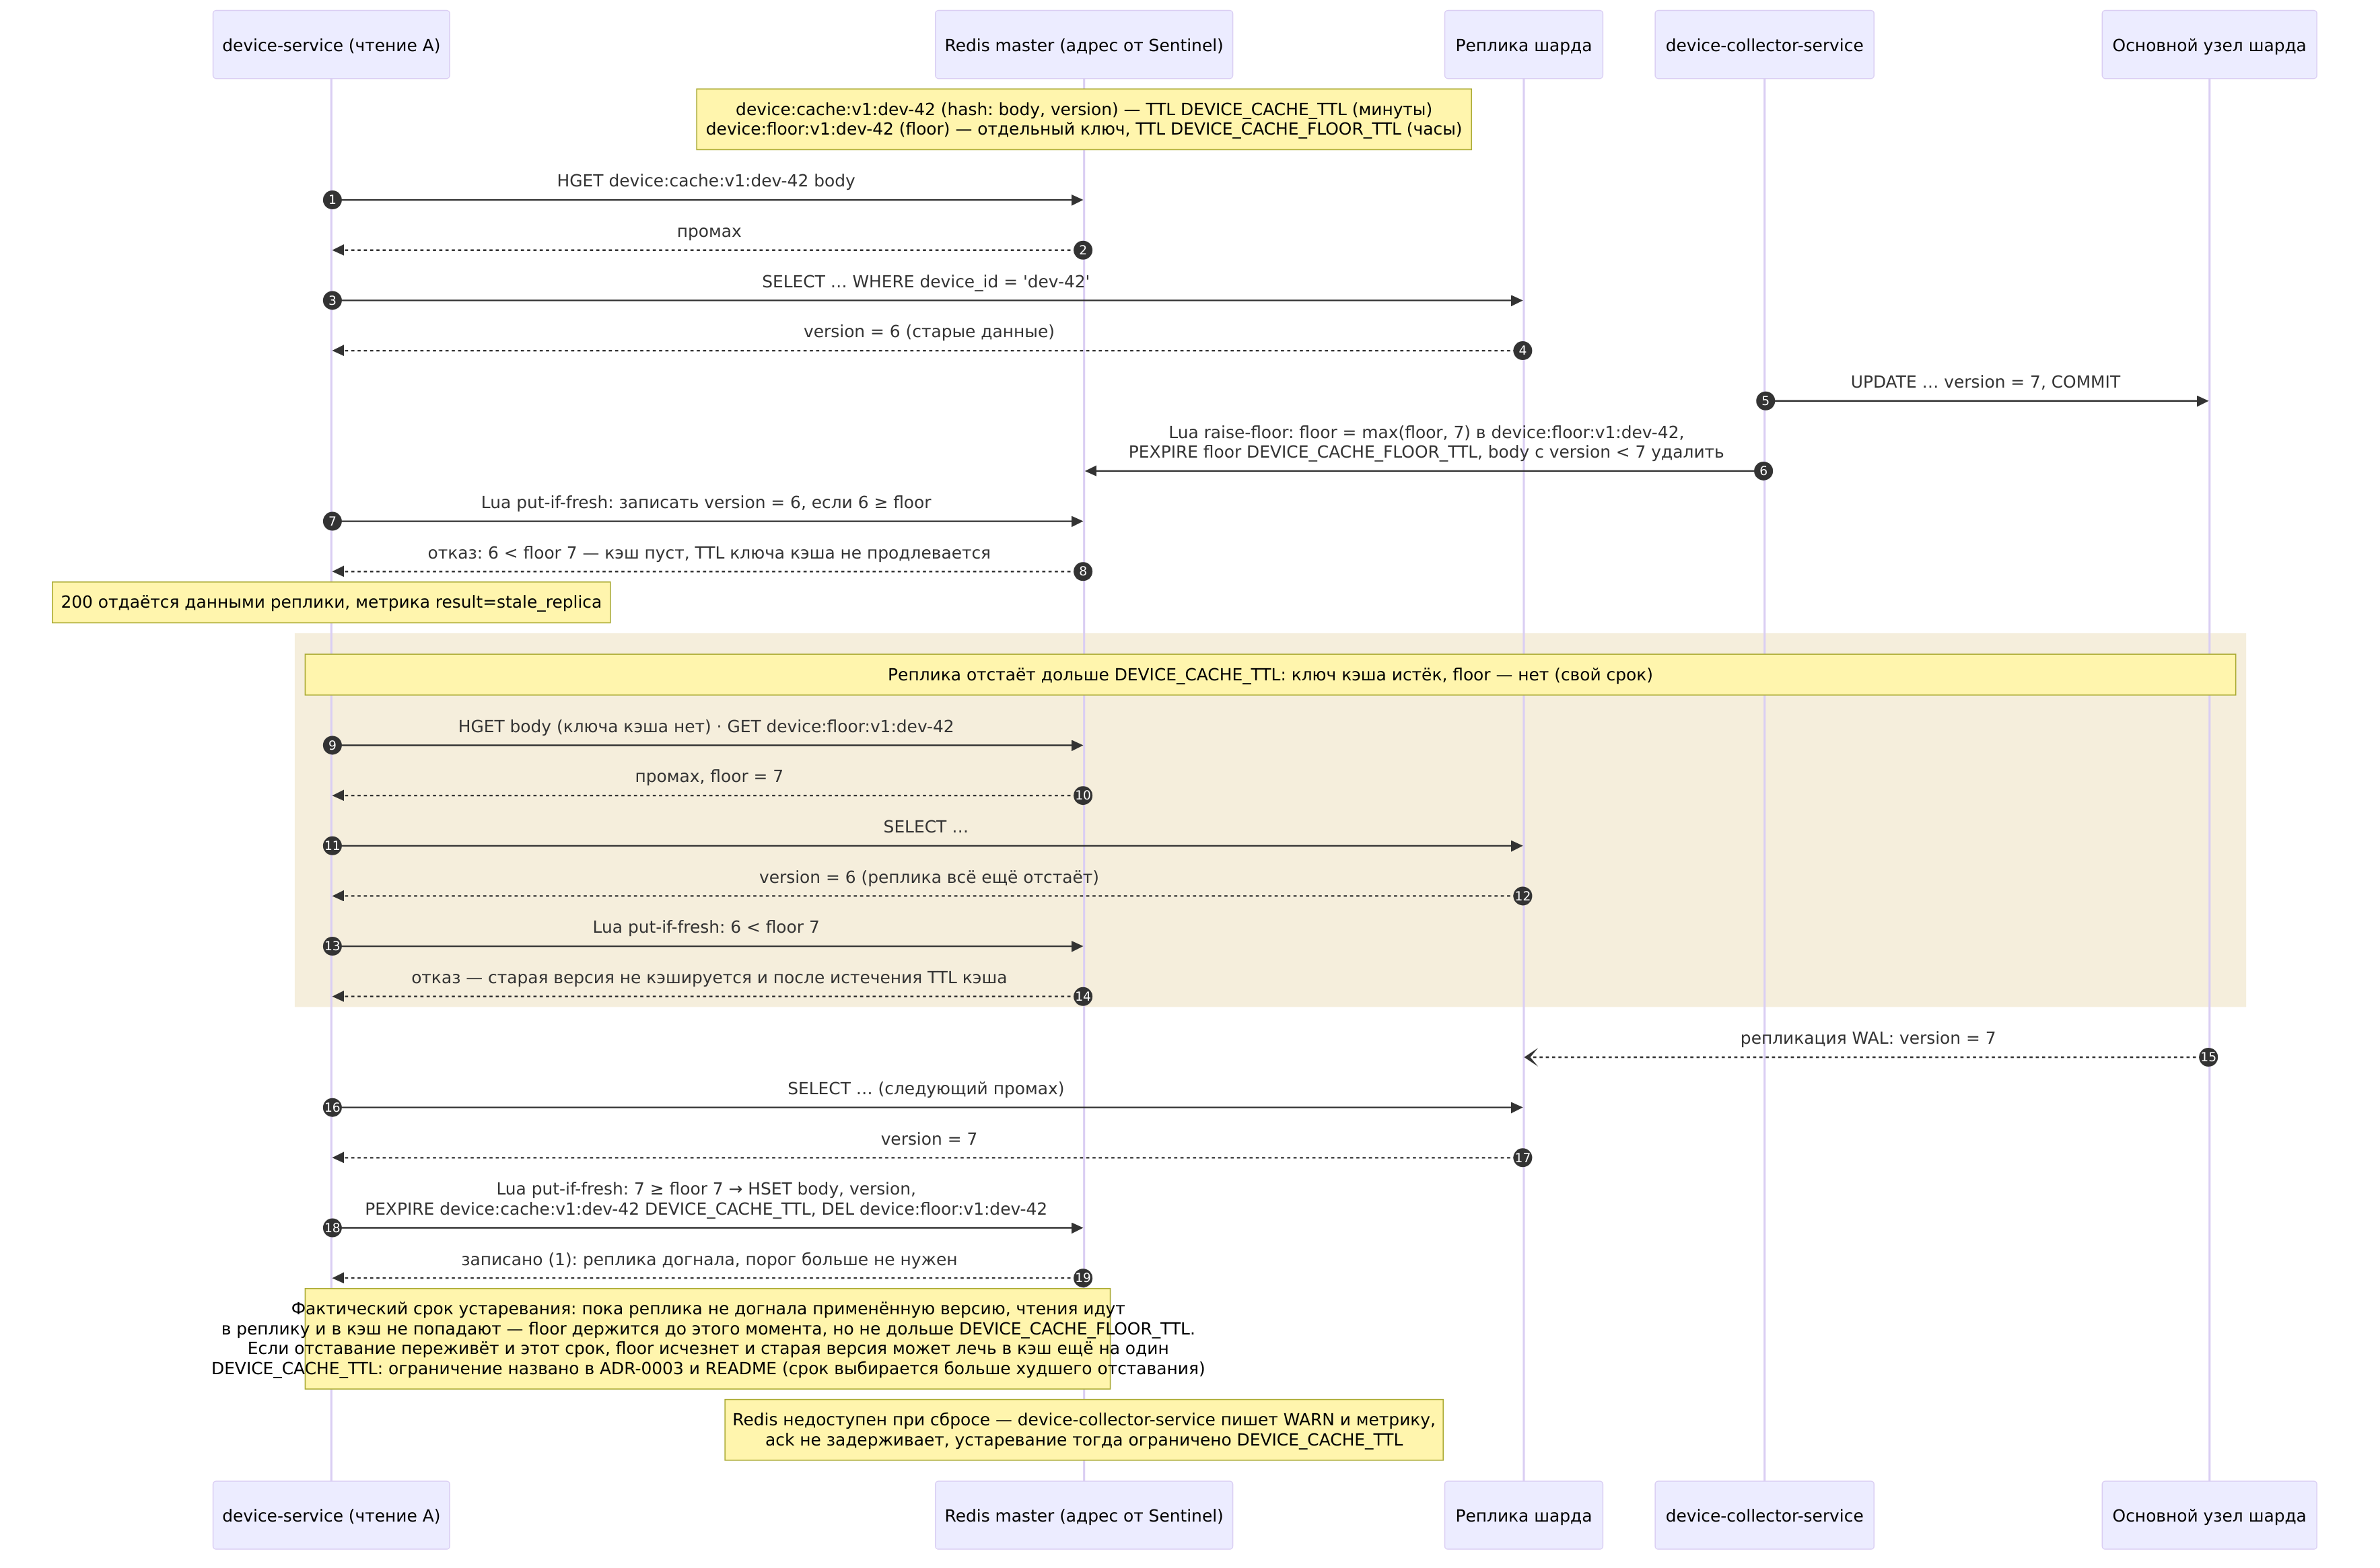 device-service (чтение A)
Redis master (адрес от Sentinel)
Реплика шарда
device-collector-service
Основной узел шарда
device:cache:v1:dev-42 (hash: body, version) — TTL DEVICE_CACHE_TTL (минуты)
device:floor:v1:dev-42 (floor) — отдельный ключ, TTL DEVICE_CACHE_FLOOR_TTL (часы)
HGET device:cache:v1:dev-42 body
1
промах
2
SELECT … WHERE device_id = 'dev-42'
3
version = 6 (старые данные)
4
UPDATE … version = 7, COMMIT
5
Lua raise-floor: floor = max(floor, 7) в device:floor:v1:dev-42,
PEXPIRE floor DEVICE_CACHE_FLOOR_TTL, body с version < 7 удалить
6
Lua put-if-fresh: записать version = 6, если 6 ≥ floor
7
отказ: 6 < floor 7 — кэш пуст, TTL ключа кэша не продлевается
8
200 отдаётся данными реплики, метрика result=stale_replica
Реплика отстаёт дольше DEVICE_CACHE_TTL: ключ кэша истёк, floor — нет (свой срок)
HGET body (ключа кэша нет) · GET device:floor:v1:dev-42
9
промах, floor = 7
10
SELECT …
11
version = 6 (реплика всё ещё отстаёт)
12
Lua put-if-fresh: 6 < floor 7
13
отказ — старая версия не кэшируется и после истечения TTL кэша
14
репликация WAL: version = 7
15
SELECT … (следующий промах)
16
version = 7
17
Lua put-if-fresh: 7 ≥ floor 7 → HSET body, version,
PEXPIRE device:cache:v1:dev-42 DEVICE_CACHE_TTL, DEL device:floor:v1:dev-42
18
записано (1): реплика догнала, порог больше не нужен
19
Фактический срок устаревания: пока реплика не догнала применённую версию, чтения идут
в реплику и в кэш не попадают — floor держится до этого момента, но не дольше DEVICE_CACHE_FLOOR_TTL.
Если отставание переживёт и этот срок, floor исчезнет и старая версия может лечь в кэш ещё на один
DEVICE_CACHE_TTL: ограничение названо в ADR-0003 и README (срок выбирается больше худшего отставания)
Redis недоступен при сбросе — device-collector-service пишет WARN и метрику,
ack не задерживает, устаревание тогда ограничено DEVICE_CACHE_TTL
device-service (чтение A)
Redis master (адрес от Sentinel)
Реплика шарда
device-collector-service
Основной узел шарда